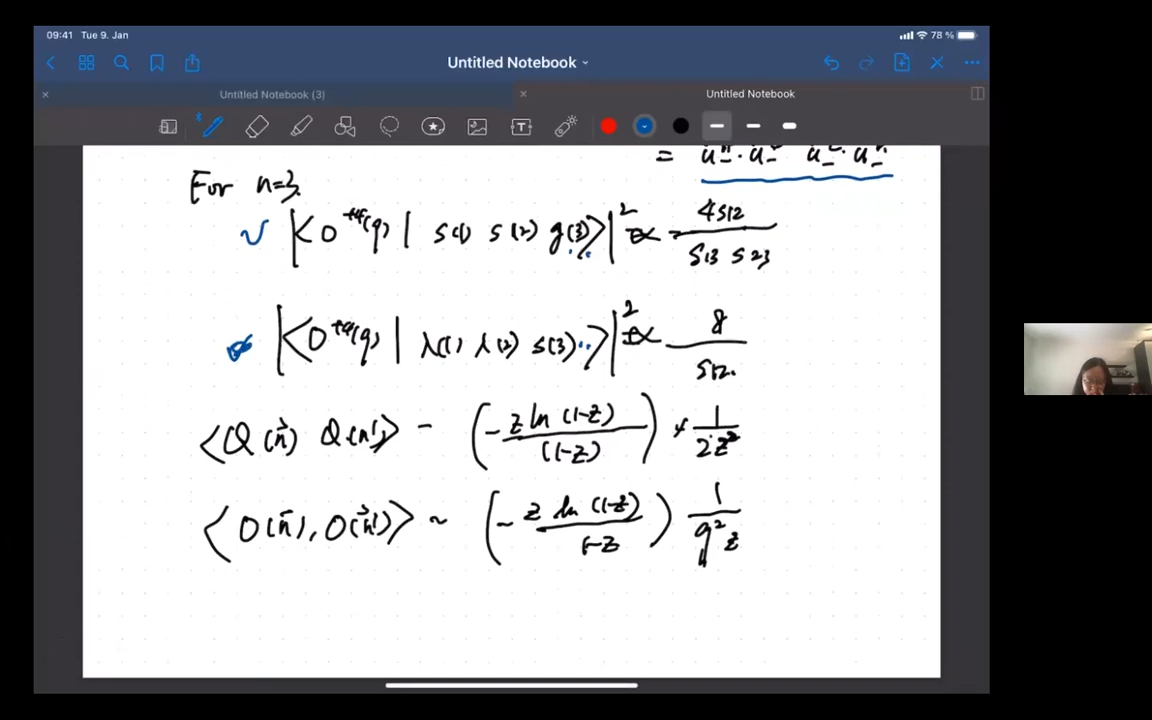 09:41 Tue 9. Jan 78 %
Untitled Notebook
Untitled Notebook (3) Untitled Notebook
For n=3.
|< O (q) | s(1) s(2) g(3) >|² = 4s12 / s13 s23
|< O (q) | λ(1) λ(2) s(3) >|² 8 / s12
<Q(n⃗) Q(n⃗')> ~ (- z ln (1-z) / (1-z)) × 1 / 2z²
<O(n⃗), O(n⃗')> ~ (- z ln (1-z) / 1-z) 1 / q² z